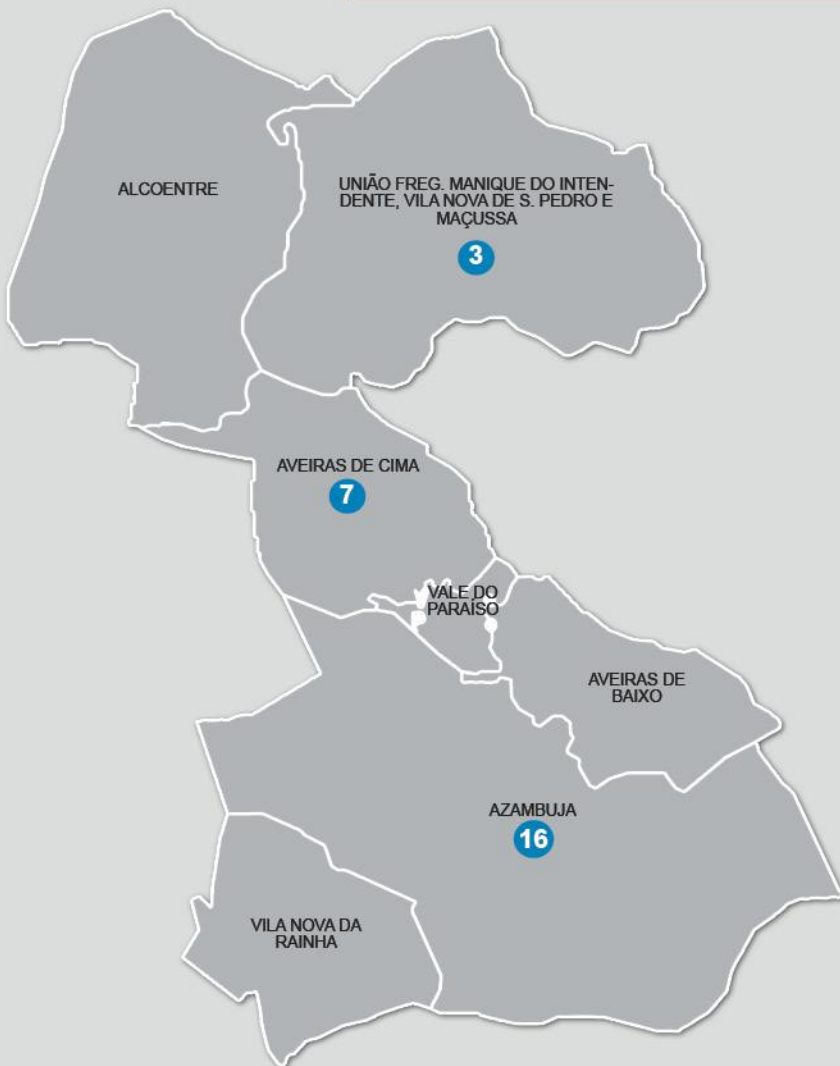 ALCOENTRE
UNIÃO FREG. MANIQUE DO INTEN-
DENTE, VILA NOVA DE S. PEDRO E
MAÇUSSA
3
AVEIRAS DE CIMA
7
VALE DO
PARAÍSO
AVEIRAS DE
BAIXO
AZAMBUJA
16
VILA NOVA DA
RAINHA